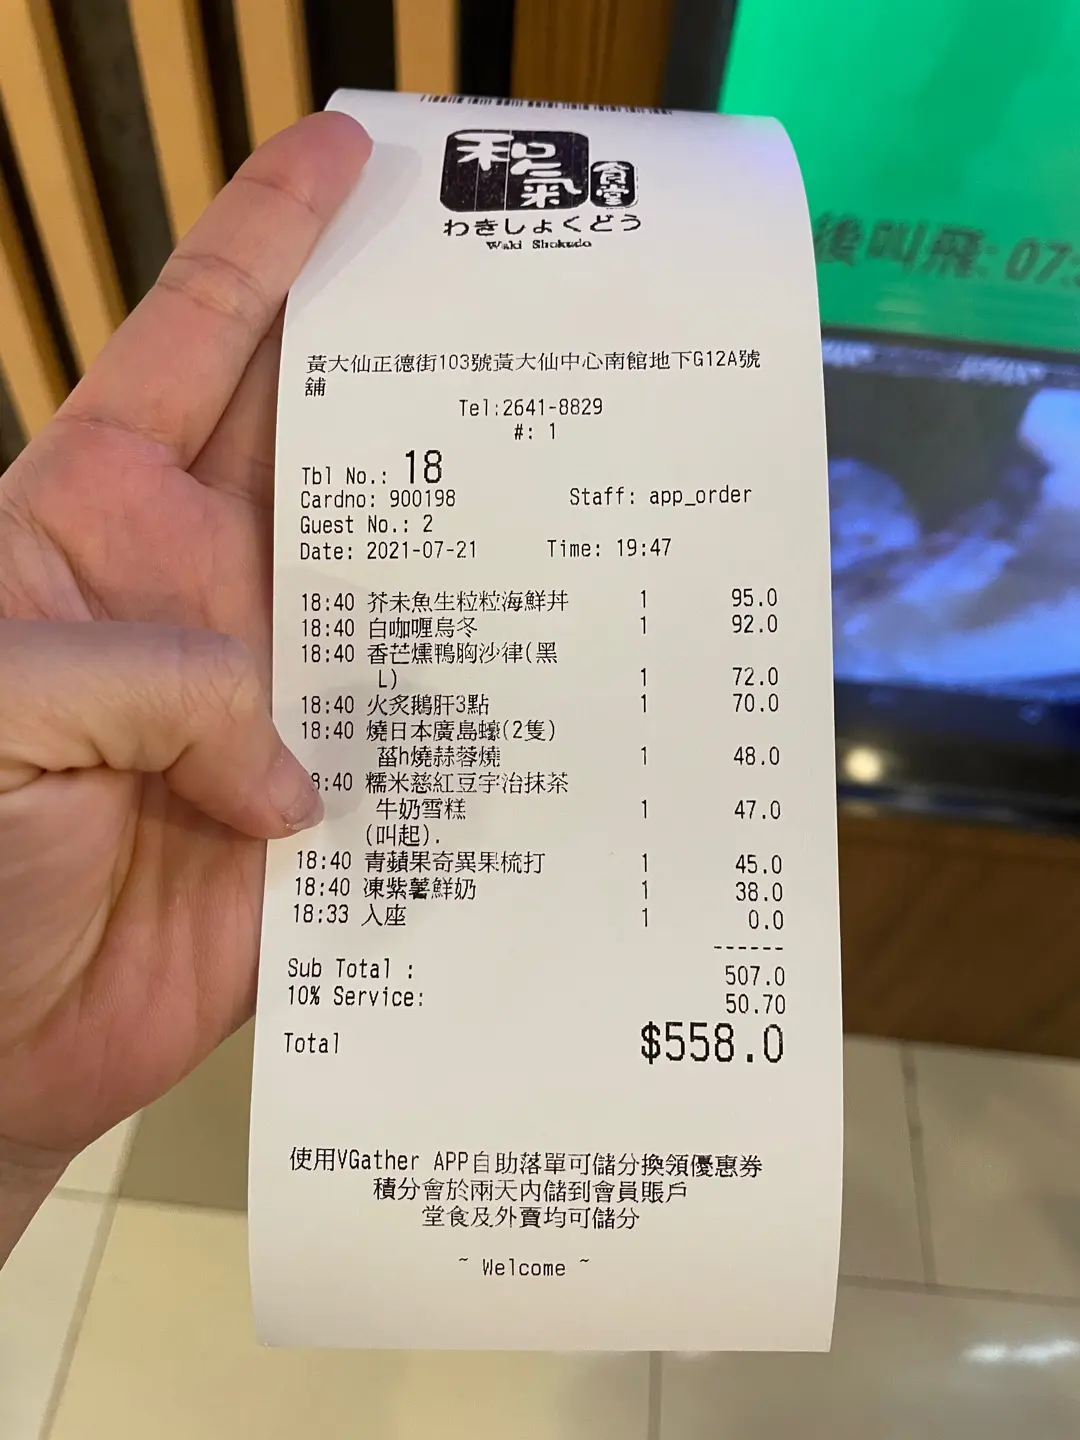 和氣食堂
わきしょくどう
Waki Shokudo
黃大仙正德街103號黃大仙中心南館地下G12A號
舖
Tel:2641-8829
#: 1
Tbl No.: 18
Cardno: 900198 Staff: app_order
Guest No.: 2
Date: 2021-07-21 Time: 19:47
18:40 芥未魚生粒粒海鮮丼 1 95.0
18:40 白咖喱烏冬 1 92.0
18:40 香芒燻鴨胸沙律(黑
L) 1 72.0
18:40 火炙鵝肝3點 1 70.0
18:40 燒日本廣島蠔(2隻)
h燒蒜蓉燒 1 48.0
8:40 糯米慈紅豆宇治抹茶
牛奶雪糕 1 47.0
(叫起).
18:40 青蘋果奇異果梳打 1 45.0
18:40 凍紫薯鮮奶 1 38.0
18:33 入座 1 0.0
------
Sub Total : 507.0
10% Service: 50.70
Total $558.0
使用VGather APP自助落單可儲分換領優惠券
積分會於兩天內儲到會員賬戶
堂食及外賣均可儲分
~ Welcome ~
後叫飛: 07: